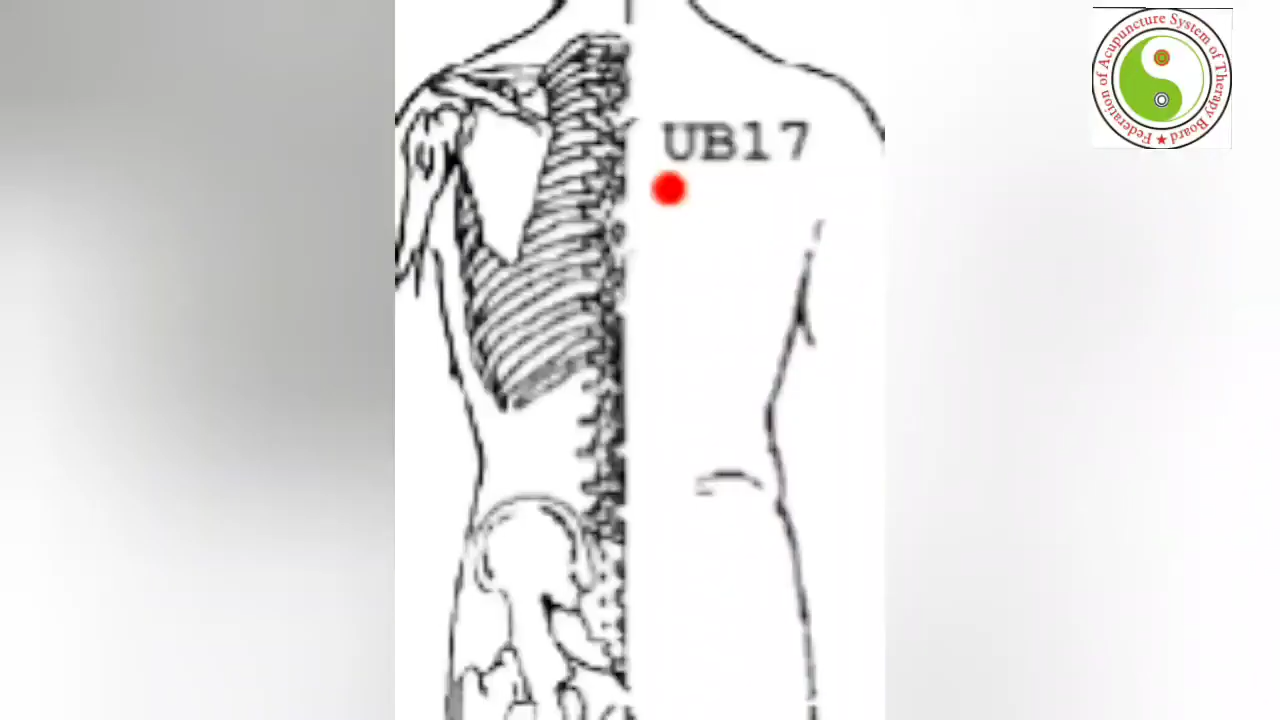 UB17
Federation of Acupuncture System of Therapy Board ★